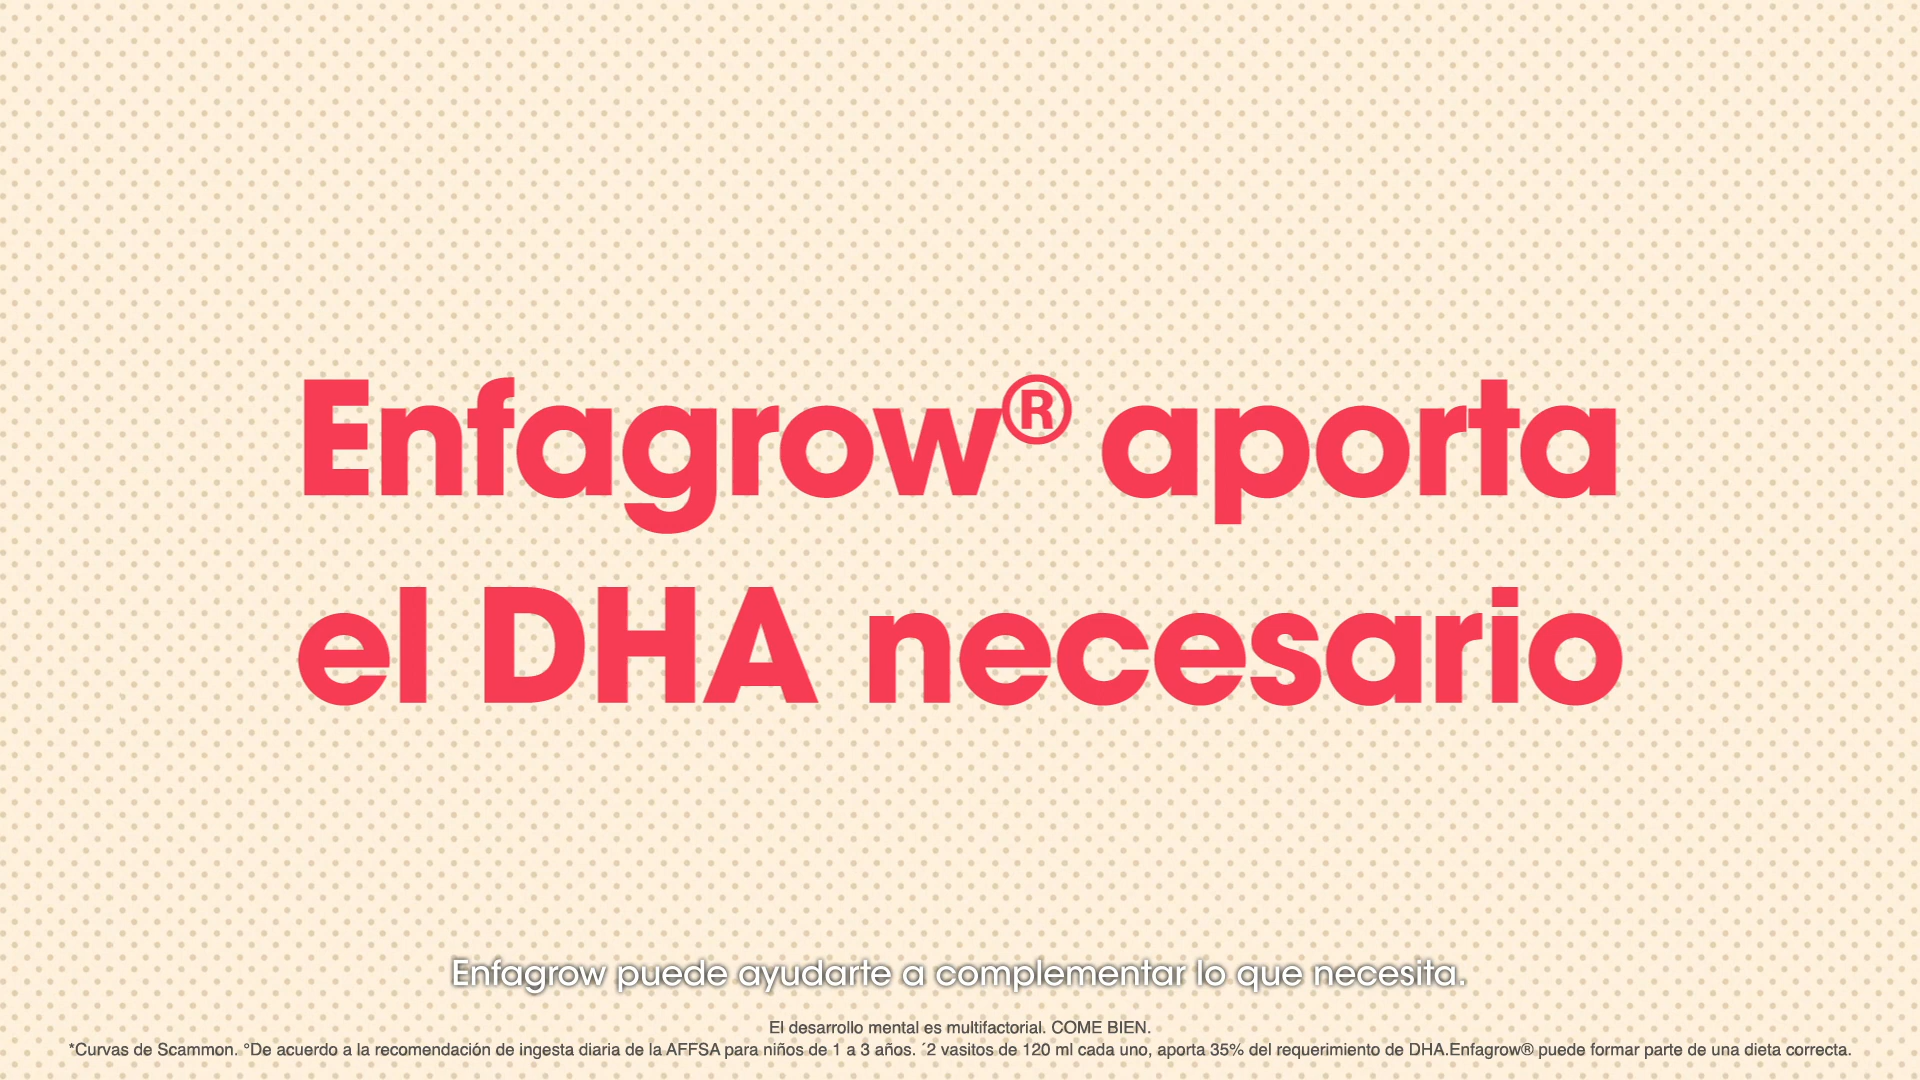 Enfagrow® aporta
el DHA necesario
Enfagrow puede ayudarte a complementar lo que necesita.
El desarrollo mental es multifactorial. COME BIEN.
*Curvas de Scammon. °De acuerdo a la recomendación de ingesta diaria de la AFFSA para niños de 1 a 3 años. ´2 vasitos de 120 ml cada uno, aporta 35% del requerimiento de DHA.Enfagrow® puede formar parte de una dieta correcta.